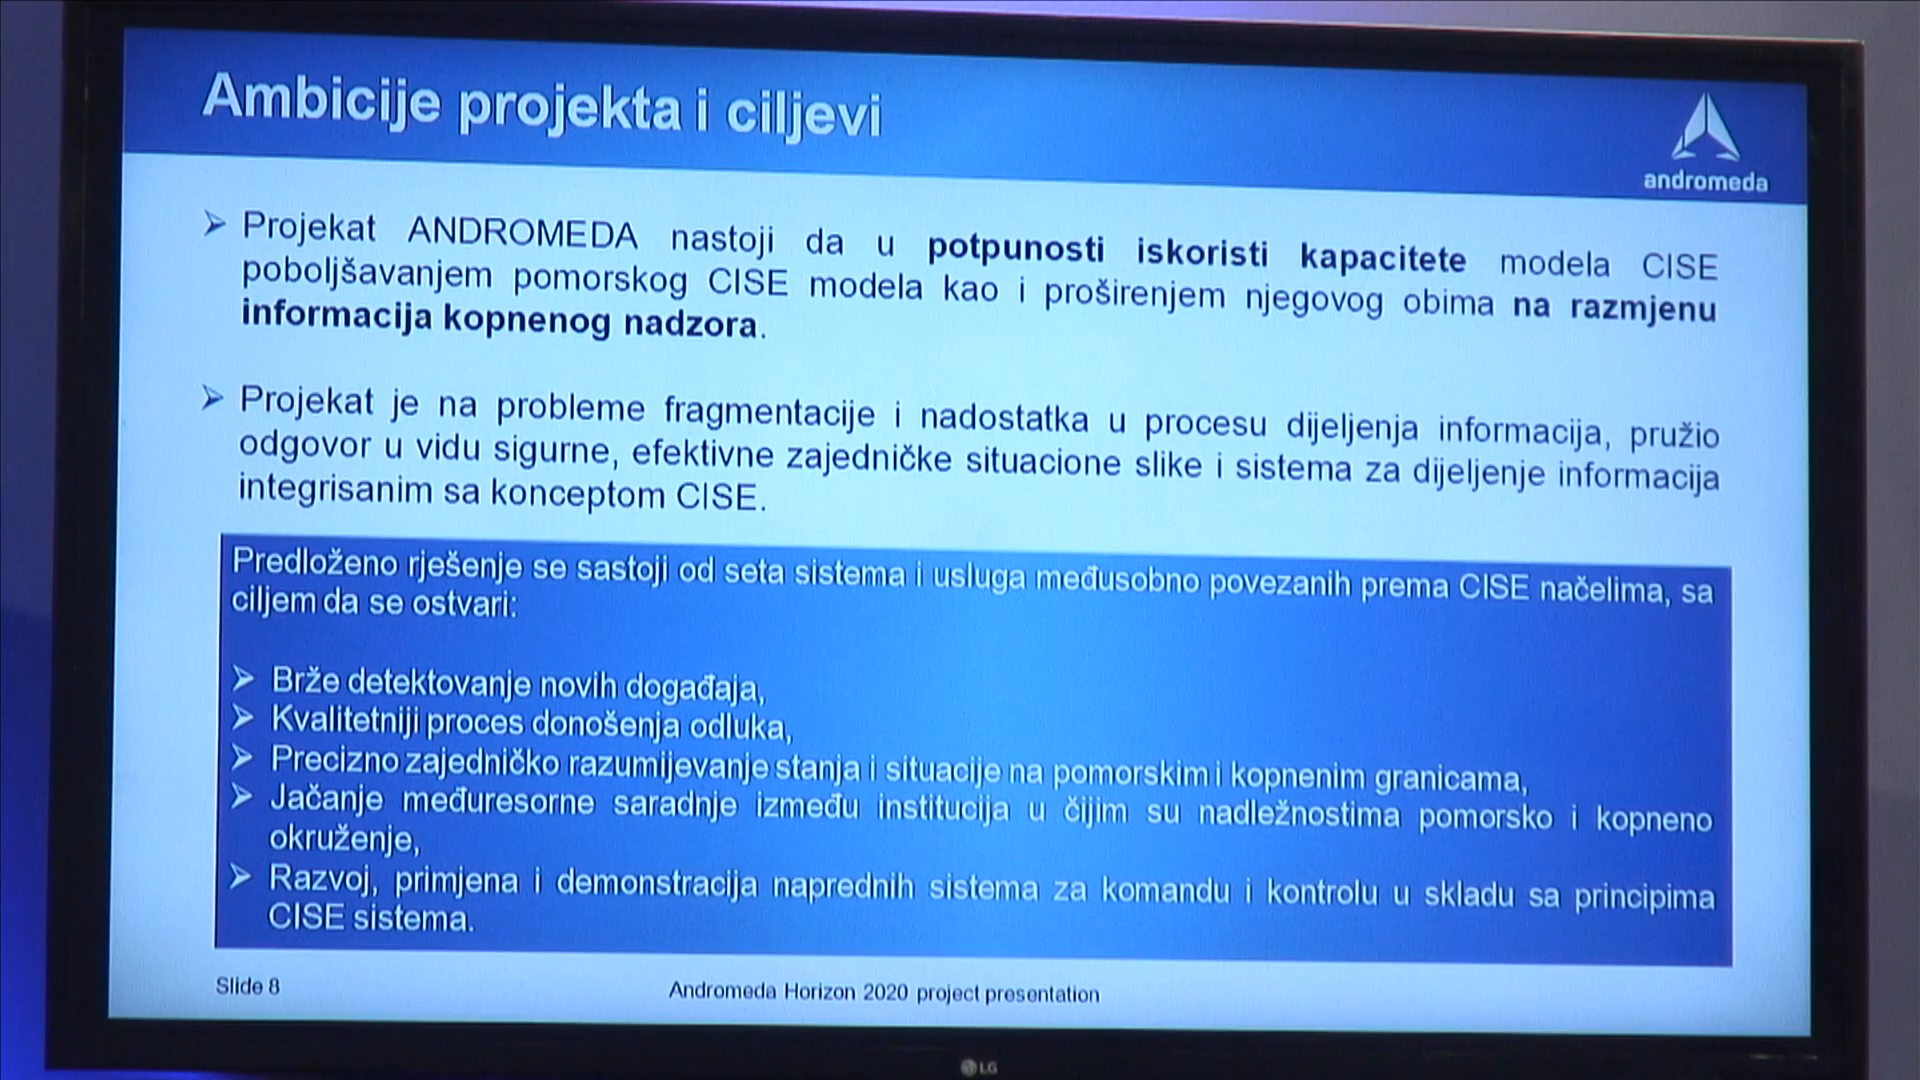 Ambicije projekta i ciljevi
andromeda
➢ Projekat ANDROMEDA nastoji da u potpunosti iskoristi kapacitete modela CISE
poboljšavanjem pomorskog CISE modela kao i proširenjem njegovog obima na razmjenu
informacija kopnenog nadzora.
➢ Projekat je na probleme fragmentacije i nadostatka u procesu dijeljenja informacija, pružio
odgovor u vidu sigurne, efektivne zajedničke situacione slike i sistema za dijeljenje informacija
integrisanim sa konceptom CISE.
Predloženo rješenje se sastoji od seta sistema i usluga međusobno povezanih prema CISE načelima, sa
ciljem da se ostvari:
➢ Brže detektovanje novih događaja,
➢ Kvalitetniji proces donošenja odluka,
➢ Precizno zajedničko razumijevanje stanja i situacije na pomorskim i kopnenim granicama,
➢ Jačanje međuresorne saradnje između institucija u čijim su nadležnostima pomorsko i kopneno
okruženje,
➢ Razvoj, primjena i demonstracija naprednih sistema za komandu i kontrolu u skladu sa principima
CISE sistema.
Slide 8
Andromeda Horizon 2020 project presentation
LG